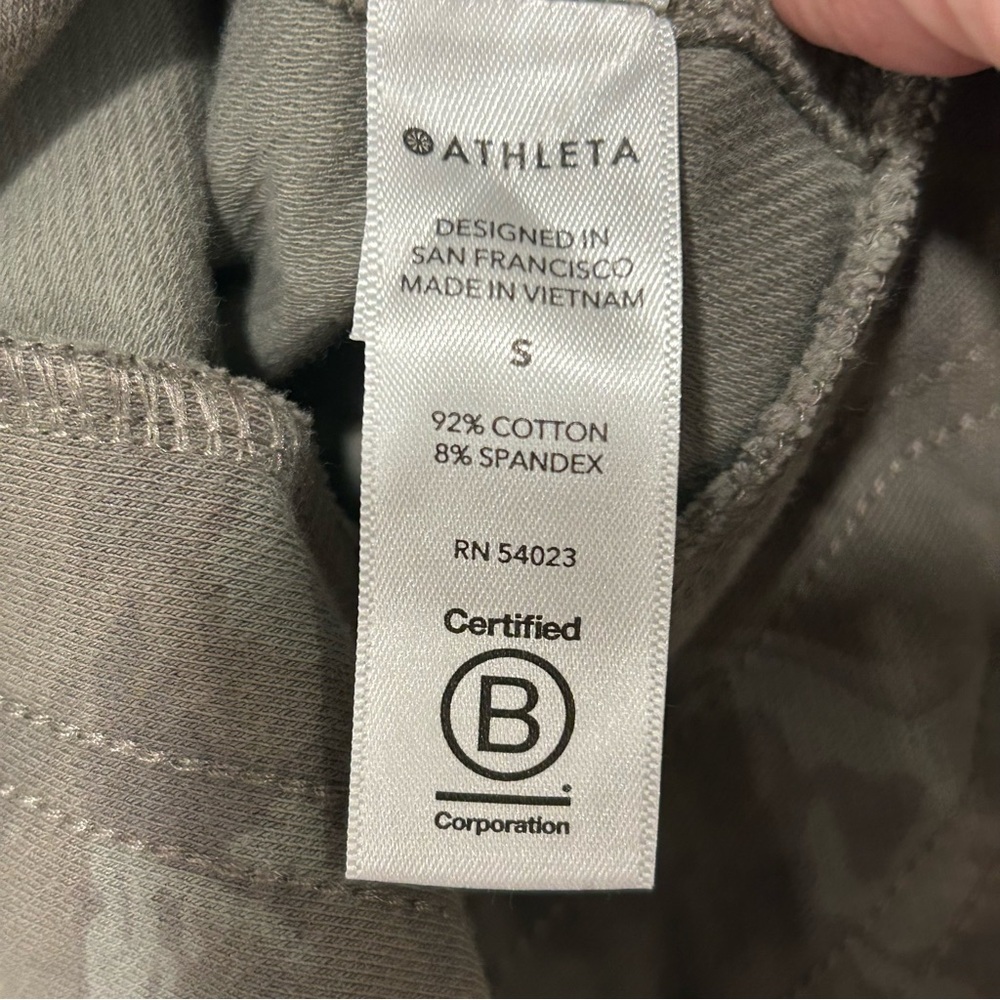 ATHLETA
DESIGNED IN
SAN FRANCISCO
MADE IN VIETNAM
S
92% COTTON
8% SPANDEX
RN 54023
Certified
B
Corporation